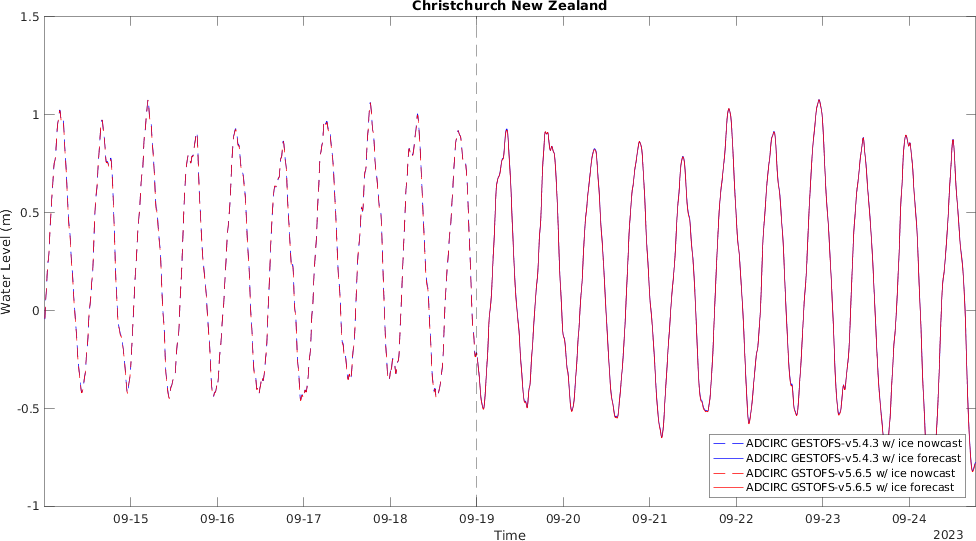 Christchurch New Zealand
1.5
1
0.5
0
-0.5
-1
Water Level (m)
09-15 09-16 09-17 09-18 09-19 09-20 09-21 09-22 09-23 09-24
Time
2023
ADCIRC GESTOFS-v5.4.3 w/ ice nowcast
ADCIRC GESTOFS-v5.4.3 w/ ice forecast
ADCIRC GSTOFS-v5.6.5 w/ ice nowcast
ADCIRC GSTOFS-v5.6.5 w/ ice forecast